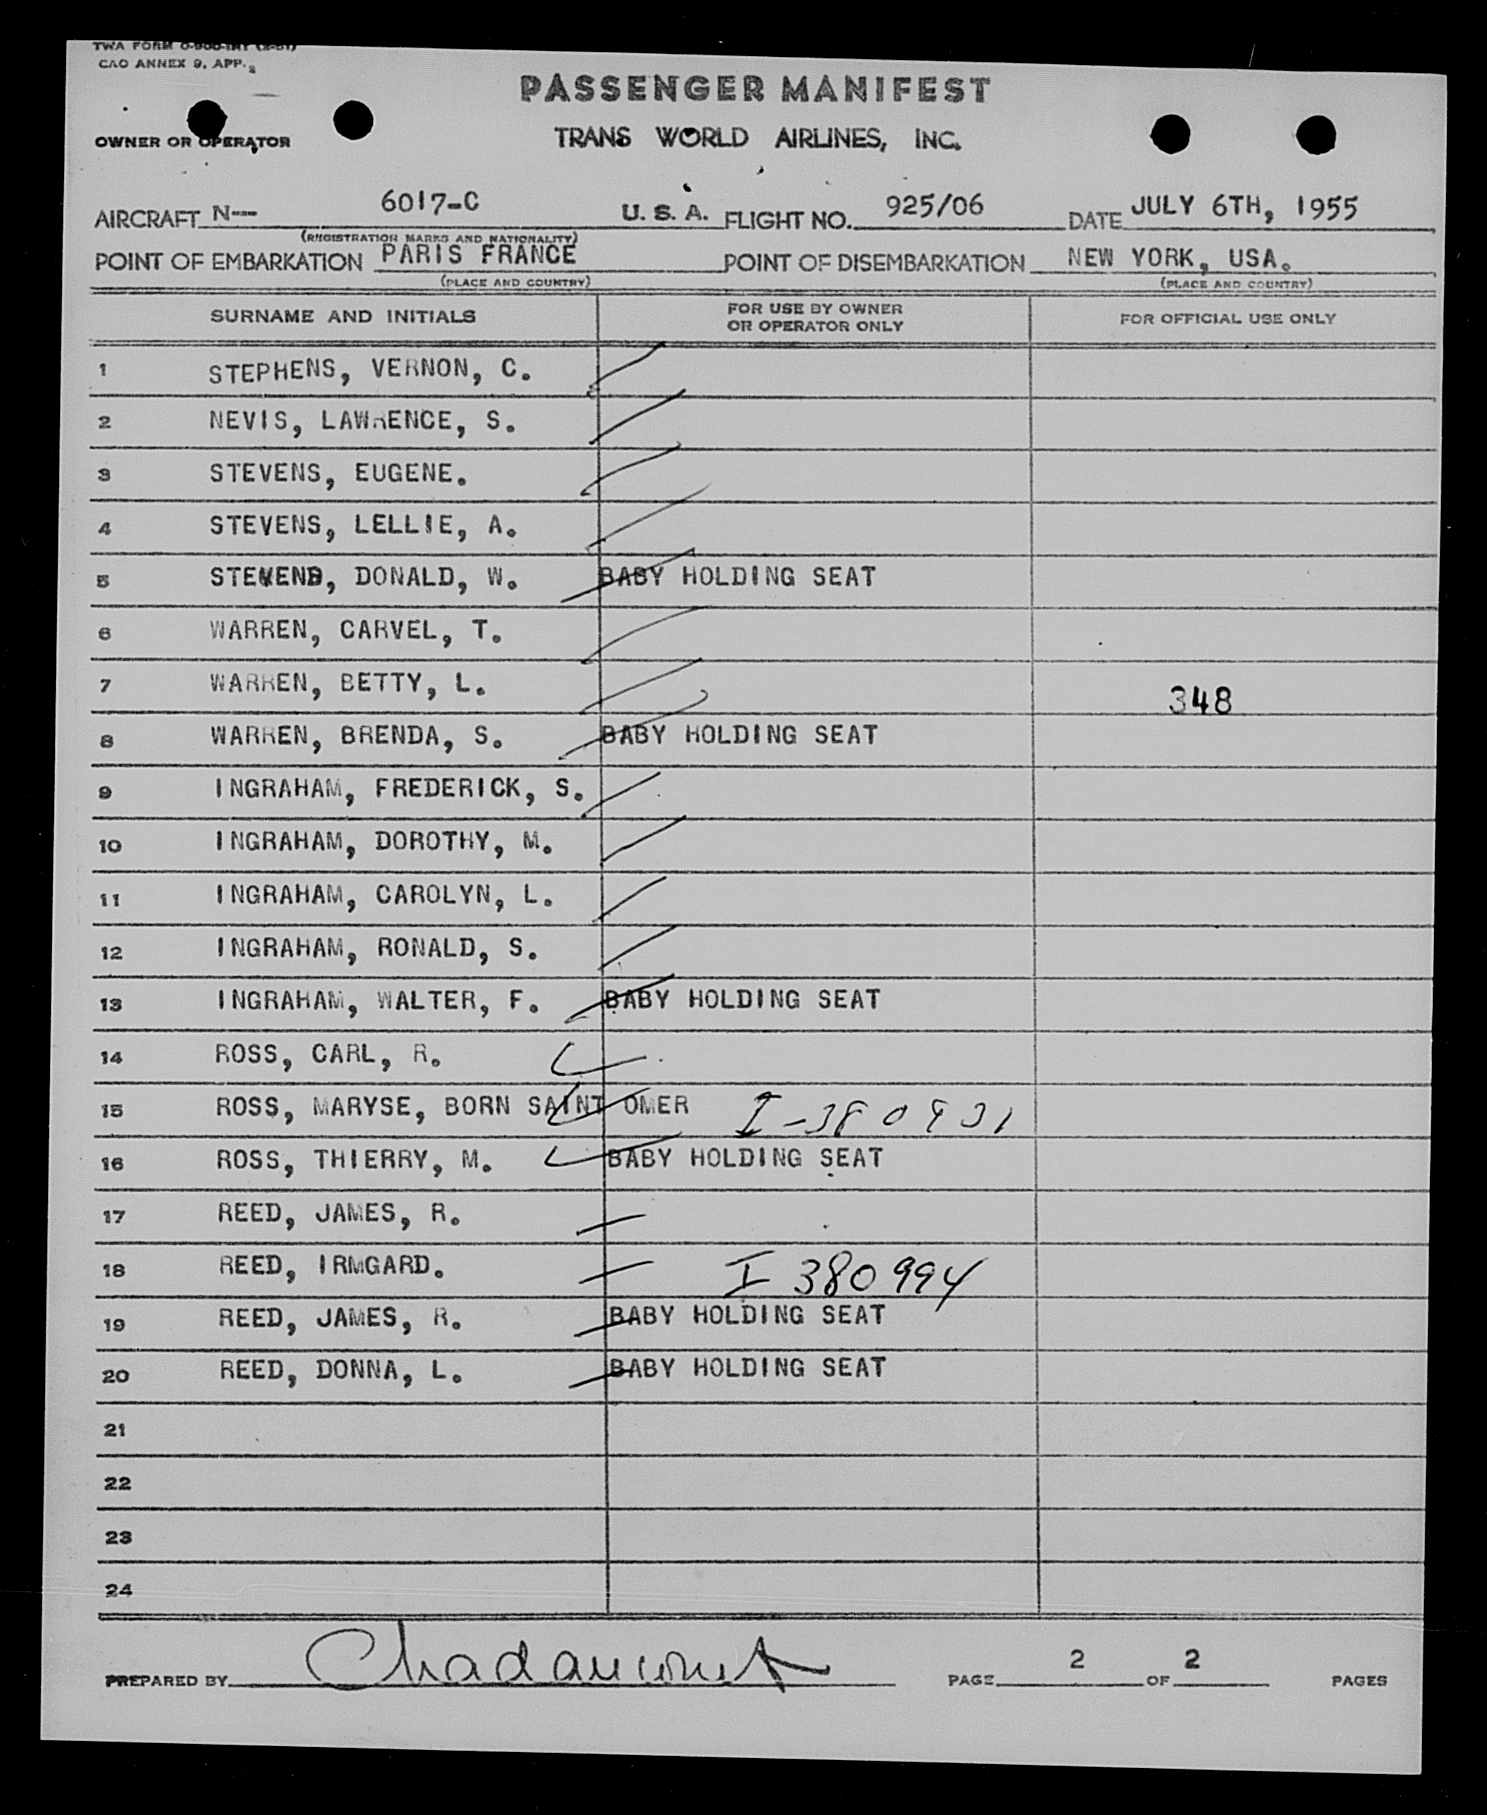 TWA FORM O-900-INT (2-51)
CAO ANNEX 9, APP. 2
PASSENGER MANIFEST
OWNER OR OPERATOR
TRANS WORLD AIRLINES, INC.
AIRCRAFT N-- 6017-C U. S. A. FLIGHT NO. 925/06 DATE JULY 6TH, 1955
(REGISTRATION MARKS AND NATIONALITY)
POINT OF EMBARKATION PARIS FRANCE POINT OF DISEMBARKATION NEW YORK, USA.
(PLACE AND COUNTRY) (PLACE AND COUNTRY)
SURNAME AND INITIALS FOR USE BY OWNER OR OPERATOR ONLY FOR OFFICIAL USE ONLY
1 STEPHENS, VERNON, C.
2 NEVIS, LAWRENCE, S.
3 STEVENS, EUGENE.
4 STEVENS, LELLIE, A.
5 STEVENS, DONALD, W. BABY HOLDING SEAT
6 WARREN, CARVEL, T.
7 WARREN, BETTY, L. 348
8 WARREN, BRENDA, S. BABY HOLDING SEAT
9 INGRAHAM, FREDERICK, S.
10 INGRAHAM, DOROTHY, M.
11 INGRAHAM, CAROLYN, L.
12 INGRAHAM, RONALD, S.
13 INGRAHAM, WALTER, F. BABY HOLDING SEAT
14 ROSS, CARL, R.
15 ROSS, MARYSE, BORN SAINT OMER I-380931
16 ROSS, THIERRY, M. BABY HOLDING SEAT
17 REED, JAMES, R.
18 REED, IRMGARD. I 380994
19 REED, JAMES, R. BABY HOLDING SEAT
20 REED, DONNA, L. BABY HOLDING SEAT
21
22
23
24
PREPARED BY PAGE 2 OF 2 PAGES